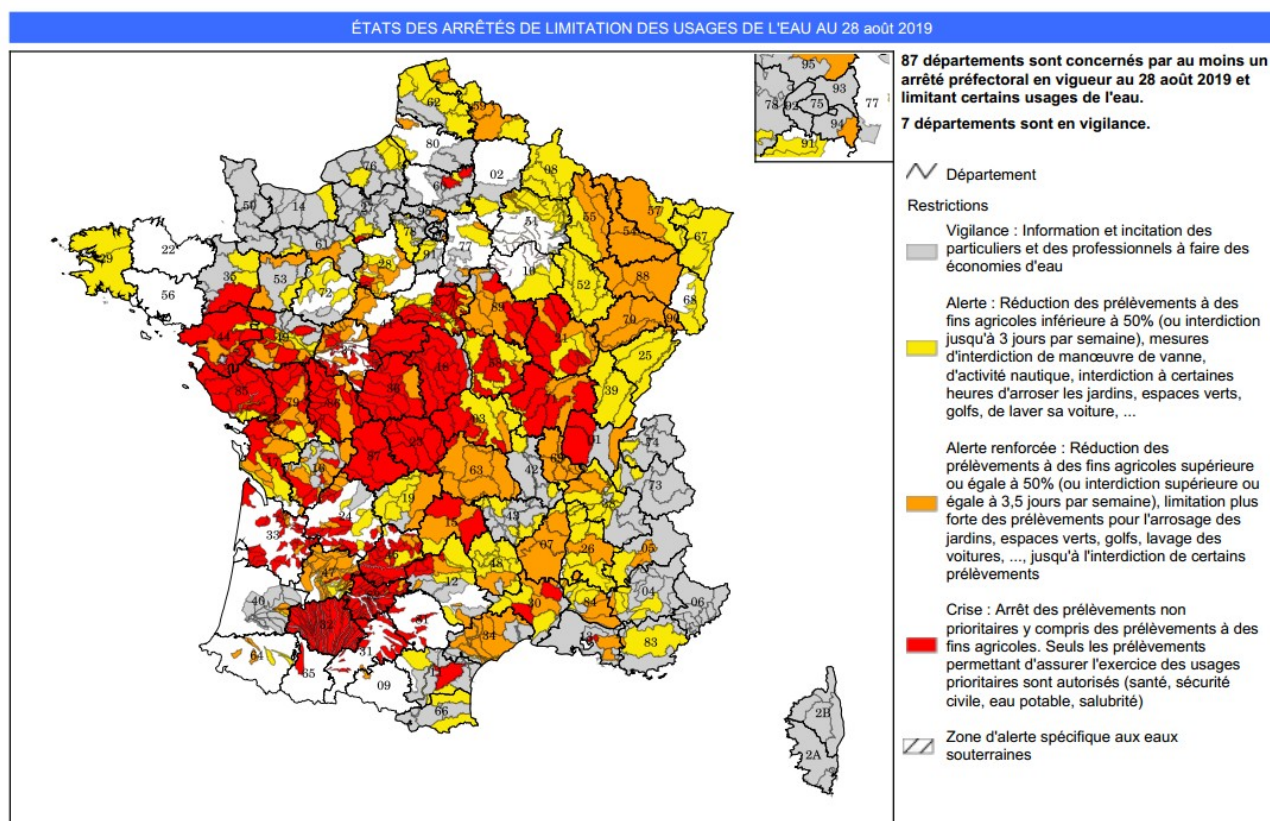 ÉTATS DES ARRÊTÉS DE LIMITATION DES USAGES DE L'EAU AU 28 août 2019
87 départements sont concernés par au moins un
arrêté préfectoral en vigueur au 28 août 2019 et
limitant certains usages de l'eau.
7 départements sont en vigilance.
Département
Restrictions
Vigilance : Information et incitation des
particuliers et des professionnels à faire des
économies d'eau
Alerte : Réduction des prélèvements à des
fins agricoles inférieure à 50% (ou interdiction
jusqu'à 3 jours par semaine), mesures
d'interdiction de manœuvre de vanne,
d'activité nautique, interdiction à certaines
heures d'arroser les jardins, espaces verts,
golfs, de laver sa voiture, ...
Alerte renforcée : Réduction des
prélèvements à des fins agricoles supérieure
ou égale à 50% (ou interdiction supérieure ou
égale à 3,5 jours par semaine), limitation plus
forte des prélèvements pour l'arrosage des
jardins, espaces verts, golfs, lavage des
voitures, ..., jusqu'à l'interdiction de certains
prélèvements
Crise : Arrêt des prélèvements non
prioritaires y compris des prélèvements à des
fins agricoles. Seuls les prélèvements
permettant d'assurer l'exercice des usages
prioritaires sont autorisés (santé, sécurité
civile, eau potable, salubrité)
Zone d'alerte spécifique aux eaux
souterraines
95
93
78
92
75
77
94
91
62
59
80
76
02
08
60
50
14
27
57
55
54
67
51
61
78
77
91
29
22
10
88
28
35
53
72
52
68
56
89
70
90
44
49
25
18
58
36
39
85
79
86
71
03
23
01
74
87
17
16
69
63
42
73
19
38
24
15
43
33
05
07
26
46
48
47
12
04
40
06
30
84
32
81
34
83
31
64
65
09
66
2B
2A